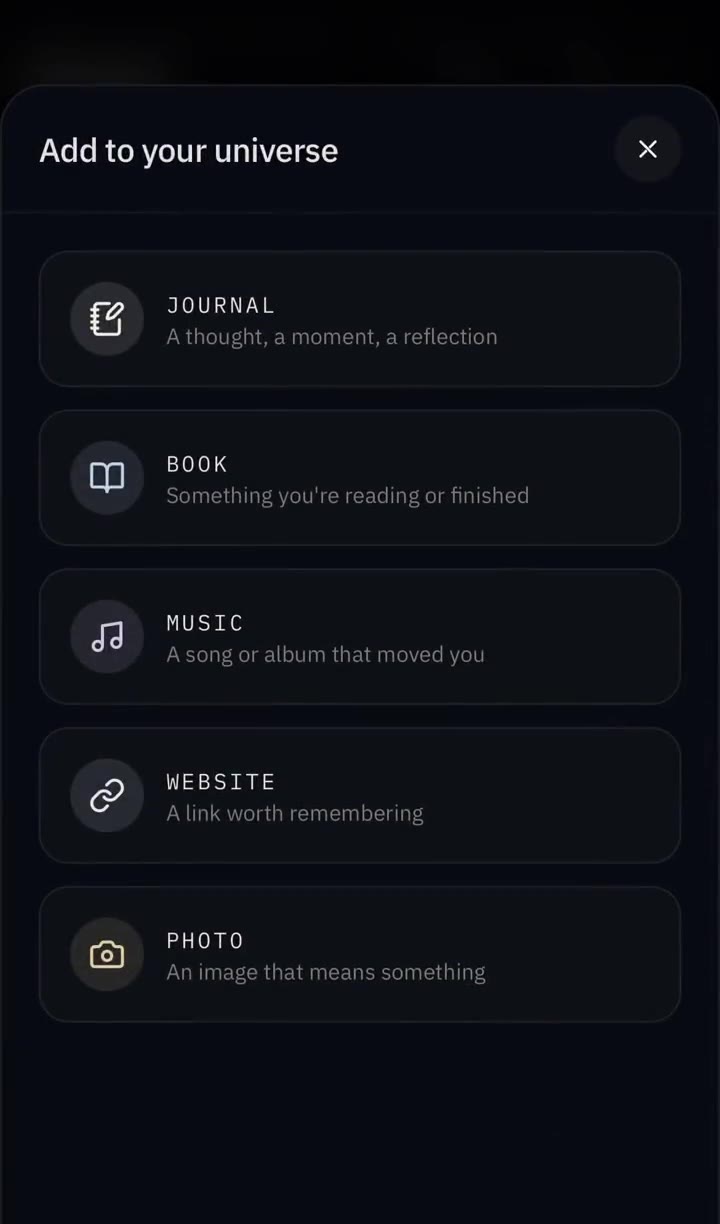 Add to your universe
JOURNAL
A thought, a moment, a reflection
BOOK
Something you're reading or finished
MUSIC
A song or album that moved you
WEBSITE
A link worth remembering
PHOTO
An image that means something